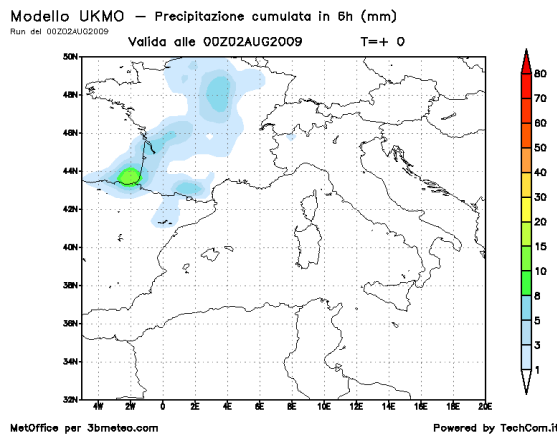 Modello UKMO – Precipitazione cumulata in 6h (mm)
Run del 00Z02AUG2009
Valida alle 00Z02AUG2009 T=+ 0
50N
48N
46N
44N
42N
40N
38N
36N
34N
32N
4W 2W 0 2E 4E 6E 8E 10E 12E 14E 16E 18E 20E
80
70
60
50
40
30
20
15
10
8
5
3
1
MetOffice per 3bmeteo.com Powered by TechCom.it